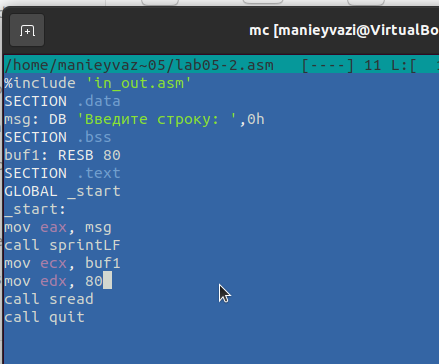 mc [manieyvazi@VirtualBo
/home/manieyvaz~05/lab05-2.asm   [----] 11 L:[
%include 'in_out.asm'
SECTION .data
msg: DB 'Введите строку: ',0h
SECTION .bss
buf1: RESB 80
SECTION .text
GLOBAL _start
_start:
mov eax, msg
call sprintLF
mov ecx, buf1
mov edx, 80
call sread
call quit